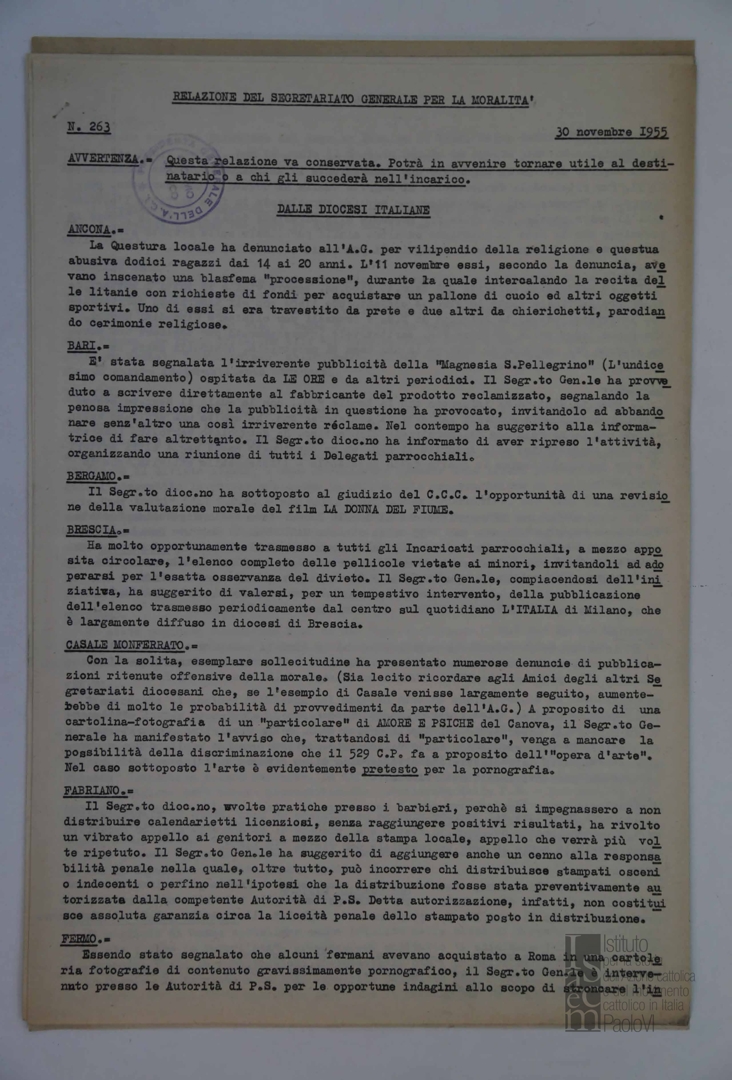 RELAZIONE DEL SEGRETARIATO GENERALE PER LA MORALITA'
N. 263
30 novembre 1955
AVVERTENZA.= Questa relazione va conservata. Potrà in avvenire tornare utile al desti-
natario o a chi gli succederà nell'incarico.
DALLE DIOCESI ITALIANE
ANCONA.=
La Questura locale ha denunciato all'A.G. per vilipendio della religione e questua
abusiva dodici ragazzi dai 14 ai 20 anni. L'11 novembre essi, secondo la denuncia, ave
vano inscenato una blasfema "processione", durante la quale intercalando la recita del
le litanie con richieste di fondi per acquistare un pallone di cuoio ed altri oggetti
sportivi. Uno di essi si era travestito da prete e due altri da chierichetti, parodian
do cerimonie religiose.
BARI.=
E' stata segnalata l'irriverente pubblicità della "Magnesia S.Pellegrino" (L'undice
simo comandamento) ospitata da LE ORE e da altri periodici. Il Segr.to Gen.le ha provve
duto a scrivere direttamente al fabbricante del prodotto reclamizzato, segnalando la
penosa impressione che la pubblicità in questione ha provocato, invitandolo ad abbando
nare senz'altro una così irriverente réclame. Nel contempo ha suggerito alla informa-
trice di fare altrettanto. Il Segr.to dioc.no ha informato di aver ripreso l'attività,
organizzando una riunione di tutti i Delegati parrocchiali.
BERGAMO.=
Il Segr.to dioc.no ha sottoposto al giudizio del C.C.C. l'opportunità di una revisio
ne della valutazione morale del film LA DONNA DEL FIUME.
BRESCIA.=
Ha molto opportunamente trasmesso a tutti gli Incaricati parrocchiali, a mezzo appo
sita circolare, l'elenco completo delle pellicole vietate ai minori, invitandoli ad ado
perarsi per l'esatta osservanza del divieto. Il Segr.to Gen.le, compiacendosi dell'ini
ziativa, ha suggerito di valersi, per un tempestivo intervento, della pubblicazione
dell'elenco trasmesso periodicamente dal centro sul quotidiano L'ITALIA di Milano, che
è largamente diffuso in diocesi di Brescia.
CASALE MONFERRATO.=
Con la solita, esemplare sollecitudine ha presentato numerose denuncie di pubblica-
zioni ritenute offensive della morale. (Sia lecito ricordare agli Amici degli altri Se
gretariati diocesani che, se l'esempio di Casale venisse largamente seguito, aumente-
bebbe di molto le probabilità di provvedimenti da parte dell'A.G.) A proposito di una
cartolina-fotografia di un "particolare" di AMORE E PSICHE del Canova, il Segr.to Ge-
nerale ha manifestato l'avviso che, trattandosi di "particolare", venga a mancare la
possibilità della discriminazione che il 529 C.P. fa a proposito dell'"opera d'arte".
Nel caso sottoposto l'arte è evidentemente pretesto per la pornografia.
FABRIANO.=
Il Segr.to dioc.no, svolte pratiche presso i barbieri, perchè si impegnassero a non
distribuire calendarietti licenziosi, senza raggiungere positivi risultati, ha rivolto
un vibrato appello ai genitori a mezzo della stampa locale, appello che verrà più vol
te ripetuto. Il Segr.to Gen.le ha suggerito di aggiungere anche un cenno alla responsa
bilità penale nella quale, oltre tutto, può incorrere chi distribuisce stampati osceni
o indecenti o perfino nell'ipotesi che la distribuzione fosse stata preventivamente au
torizzata dalla competente Autorità di P.S. Detta autorizzazione, infatti, non costitui
sce assoluta garanzia circa la liceità penale dello stampato posto in distribuzione.
FERMO.=
Essendo stato segnalato che alcuni fermani avevano acquistato a Roma in una cartole
ria fotografie di contenuto gravissimamente pornografico, il Segr.to Gen.le è interve-
nuto presso le Autorità di P.S. per le opportune indagini allo scopo di stroncare l'in
Istituto
cattolica
cattolico in Italia
PaoloVI